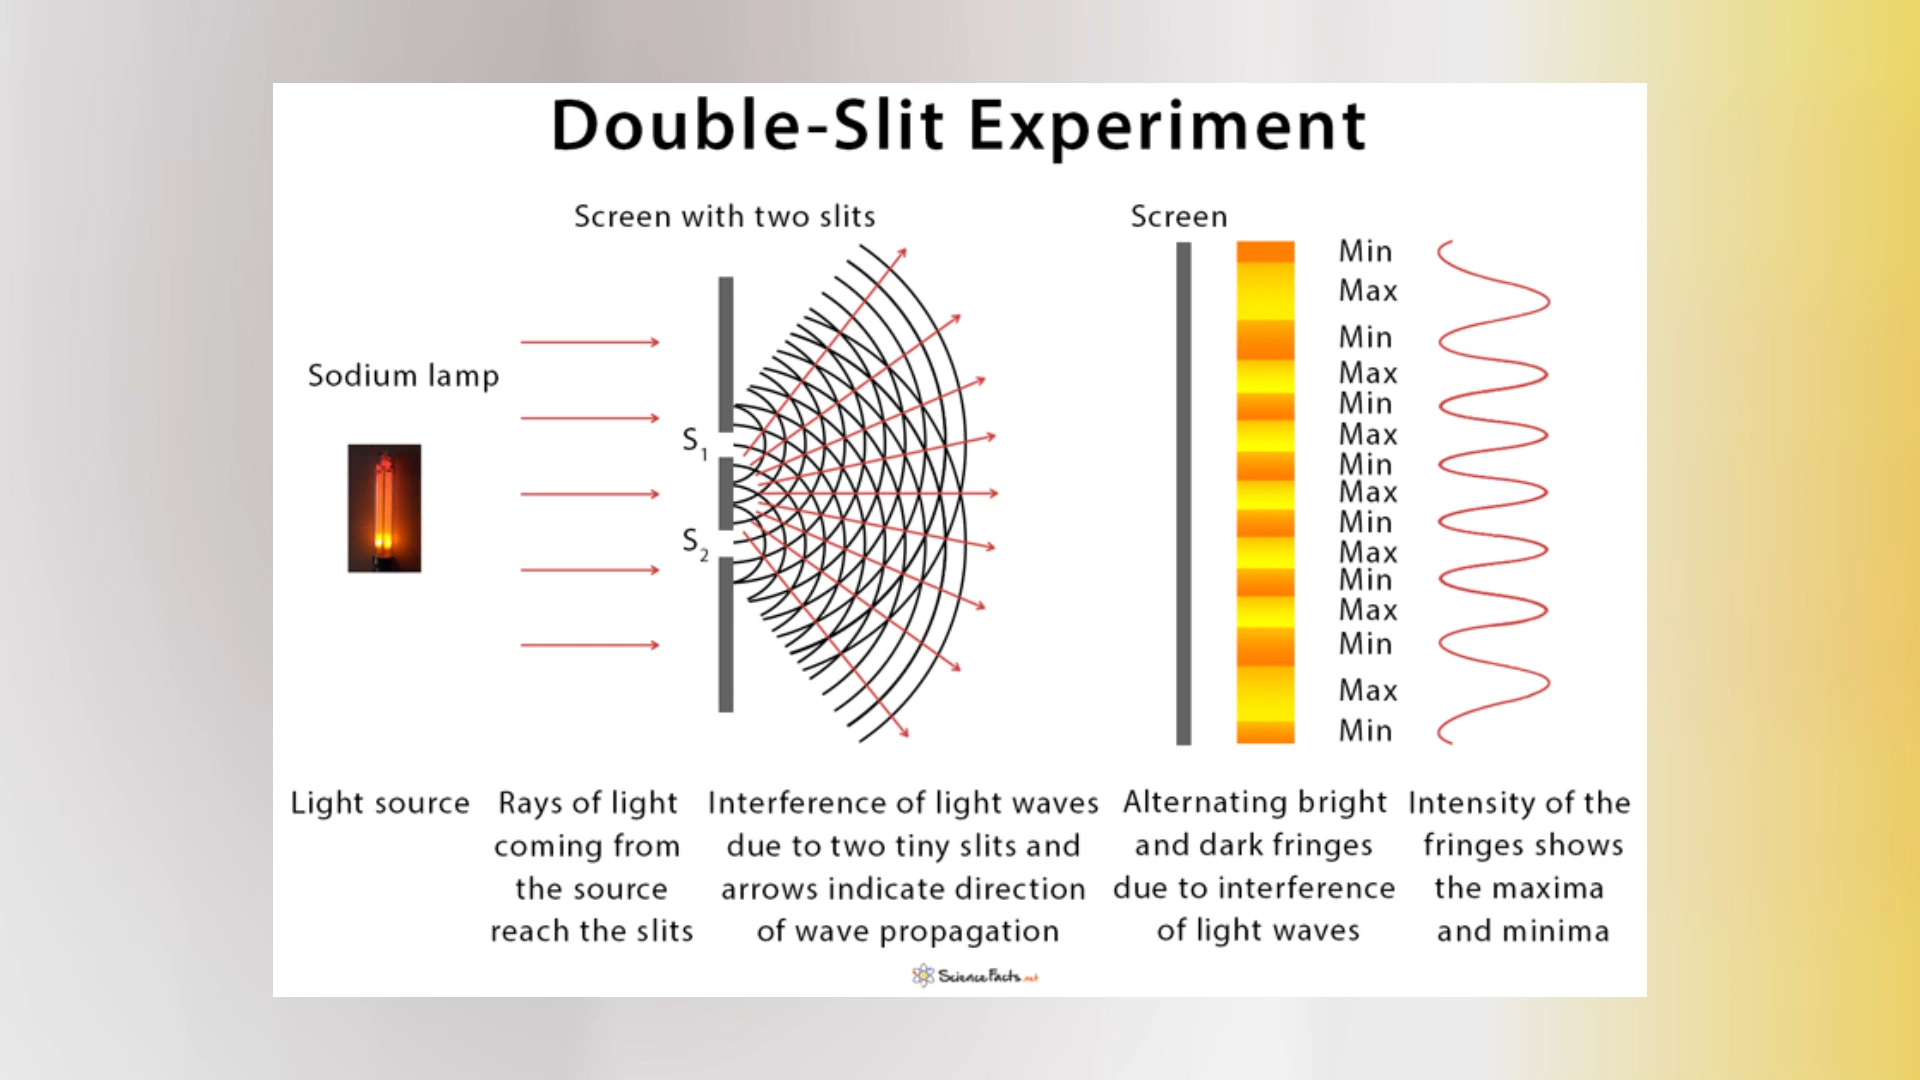 Double-Slit Experiment
Screen with two slits
Screen
Sodium lamp
S1
S2
Min
Max
Min
Max
Min
Max
Min
Max
Min
Max
Min
Max
Min
Max
Min
Light source
Rays of light
coming from
the source
reach the slits
Interference of light waves
due to two tiny slits and
arrows indicate direction
of wave propagation
Alternating bright
and dark fringes
due to interference
of light waves
Intensity of the
fringes shows
the maxima
and minima
ScienceFacts.net